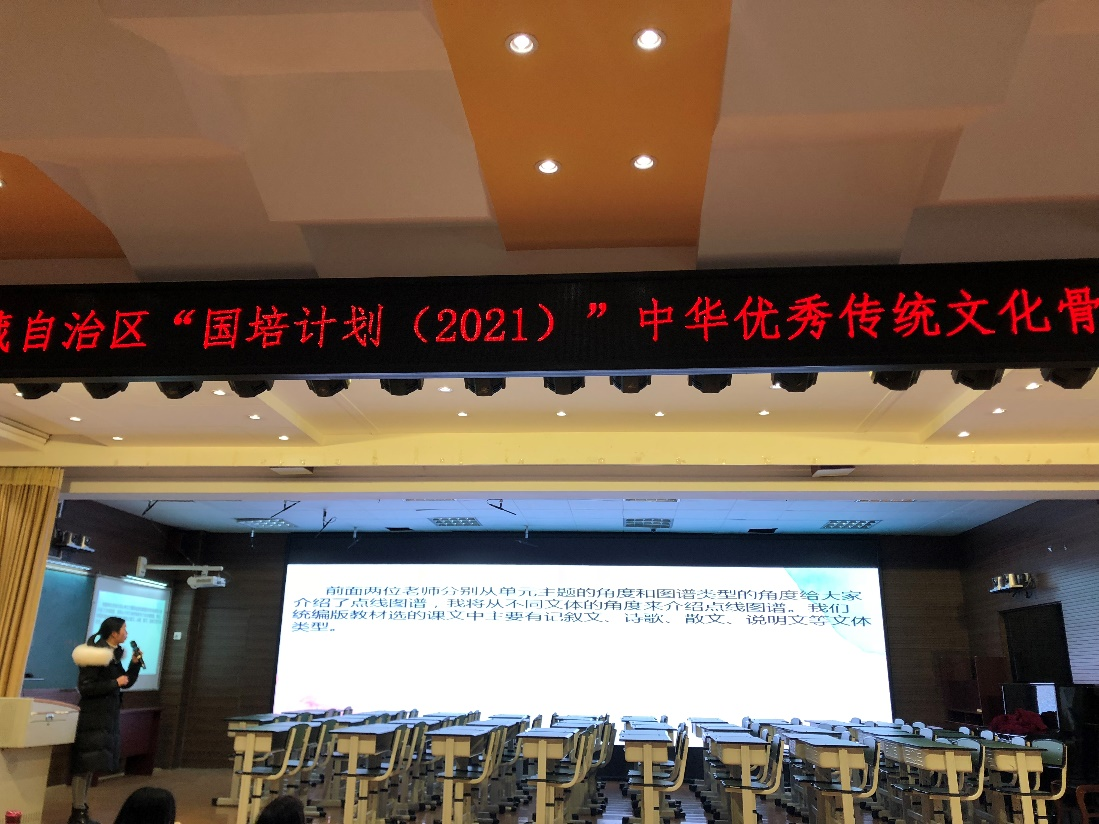 自治区“国培计划（2021）”中华优秀传统文化骨
前面两位老师分别从单元主题的角度和图谱类型的角度给大家
介绍了点线图谱，我将从不同文体的角度来介绍点线图谱。我们
统编版教材选的课文中主要有记叙文、诗歌、散文、说明文等文体
类型。